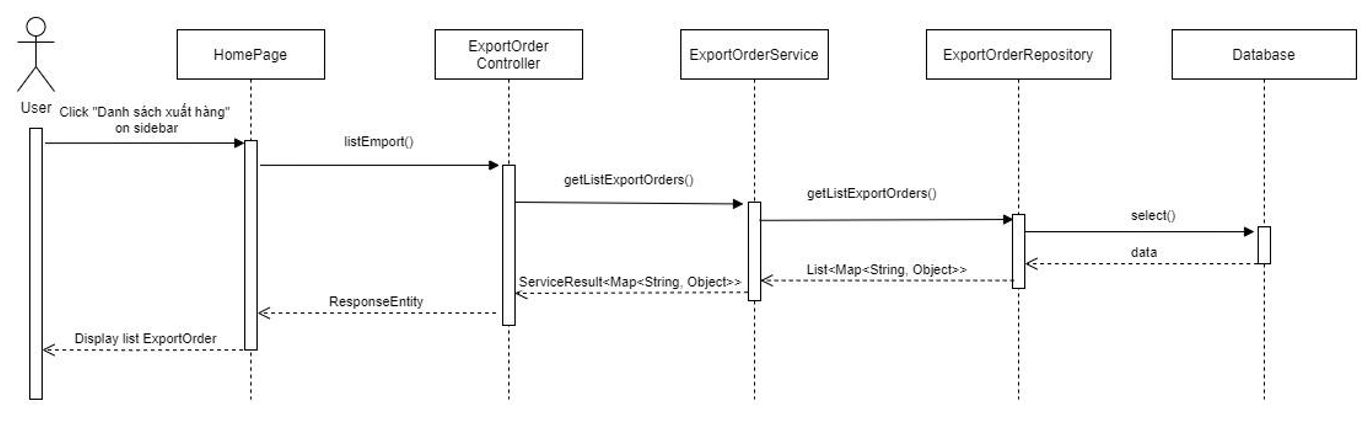 HomePage
ExportOrder
Controller
ExportOrderService
ExportOrderRepository
Database
User
Click "Danh sách xuất hàng"
on sidebar
listEmport()
getListExportOrders()
getListExportOrders()
select()
data
List<Map<String, Object>>
ServiceResult<Map<String, Object>>
ResponseEntity
Display list ExportOrder